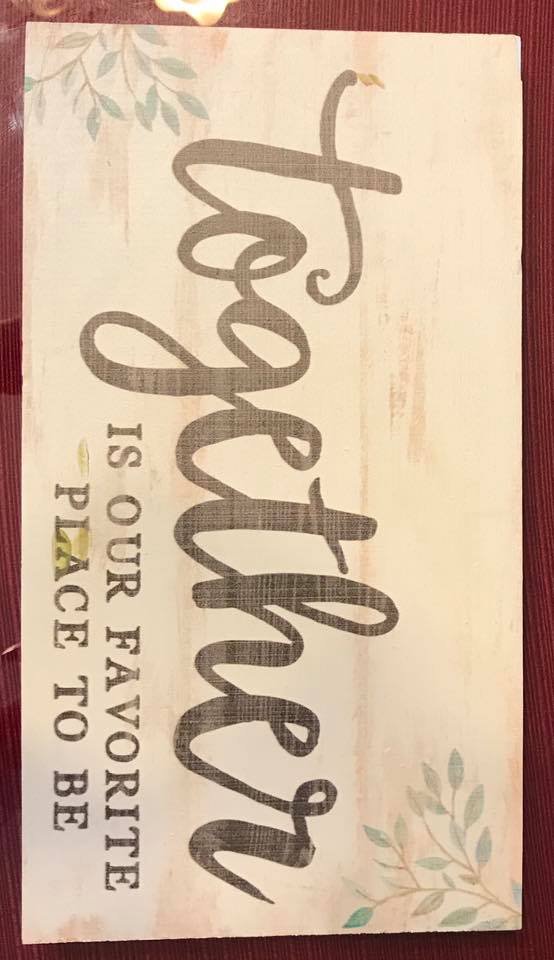 together
IS OUR FAVORITE
PLACE TO BE